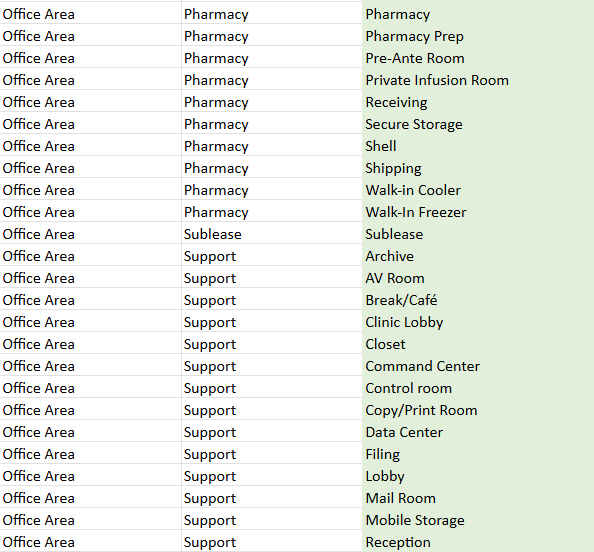 Office Area Pharmacy Pharmacy
Office Area Pharmacy Pharmacy Prep
Office Area Pharmacy Pre-Ante Room
Office Area Pharmacy Private Infusion Room
Office Area Pharmacy Receiving
Office Area Pharmacy Secure Storage
Office Area Pharmacy Shell
Office Area Pharmacy Shipping
Office Area Pharmacy Walk-in Cooler
Office Area Pharmacy Walk-In Freezer
Office Area Sublease Sublease
Office Area Support Archive
Office Area Support AV Room
Office Area Support Break/Café
Office Area Support Clinic Lobby
Office Area Support Closet
Office Area Support Command Center
Office Area Support Control room
Office Area Support Copy/Print Room
Office Area Support Data Center
Office Area Support Filing
Office Area Support Lobby
Office Area Support Mail Room
Office Area Support Mobile Storage
Office Area Support Reception